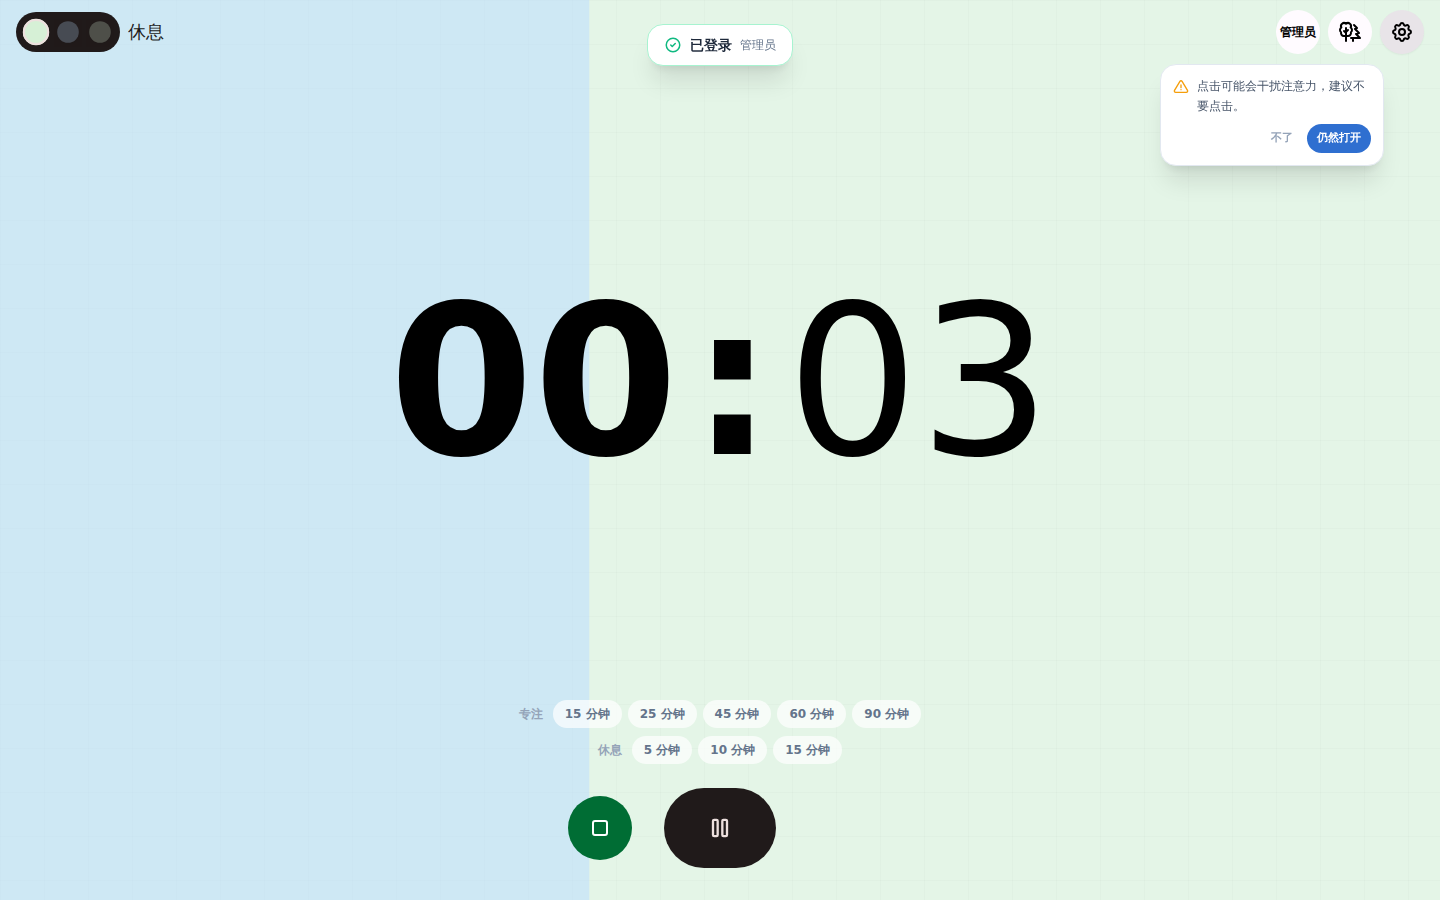 休息
已登录 管理员
管理员
点击可能会干扰注意力，建议不
要点击。
不了 仍然打开
00:03
专注 15 分钟 25 分钟 45 分钟 60 分钟 90 分钟
休息 5 分钟 10 分钟 15 分钟